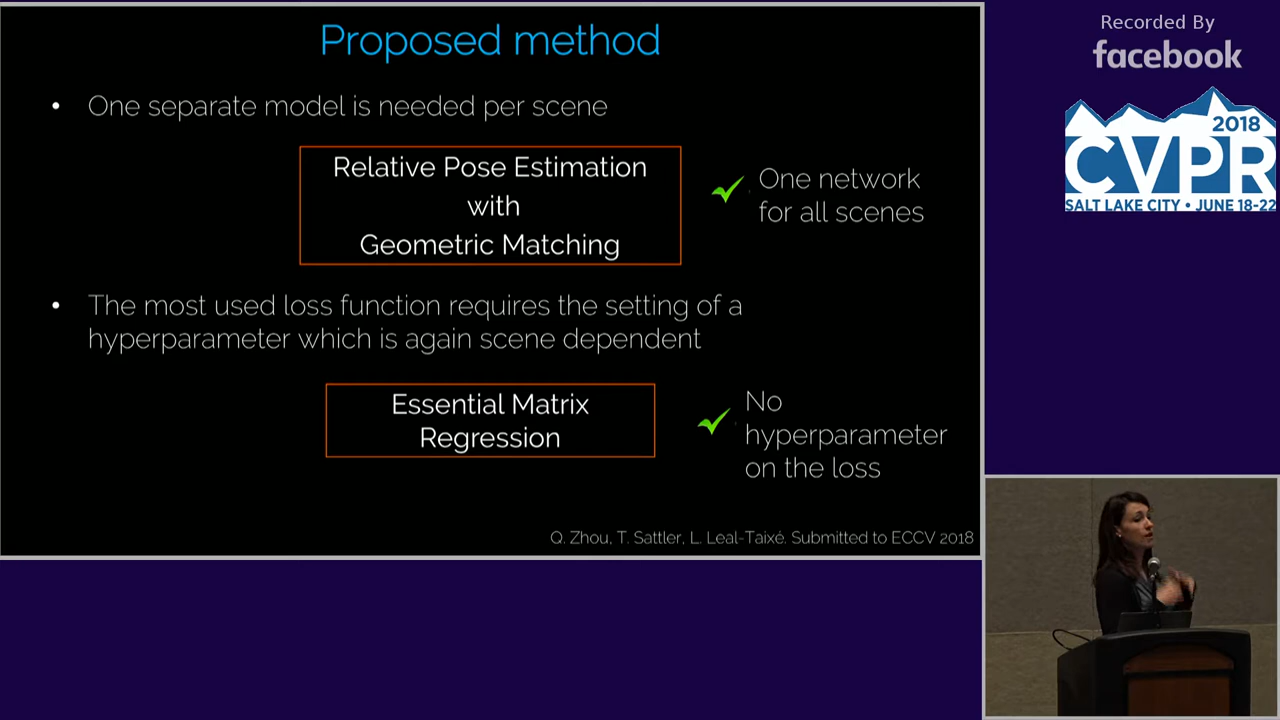 Proposed method
• One separate model is needed per scene
Relative Pose Estimation
with
Geometric Matching
One network
for all scenes
• The most used loss function requires the setting of a
hyperparameter which is again scene dependent
Essential Matrix
Regression
No
hyperparameter
on the loss
Q. Zhou, T. Sattler, L. Leal-Taixé. Submitted to ECCV 2018
Recorded By
facebook
2018
CVPR
SALT LAKE CITY • JUNE 18-22